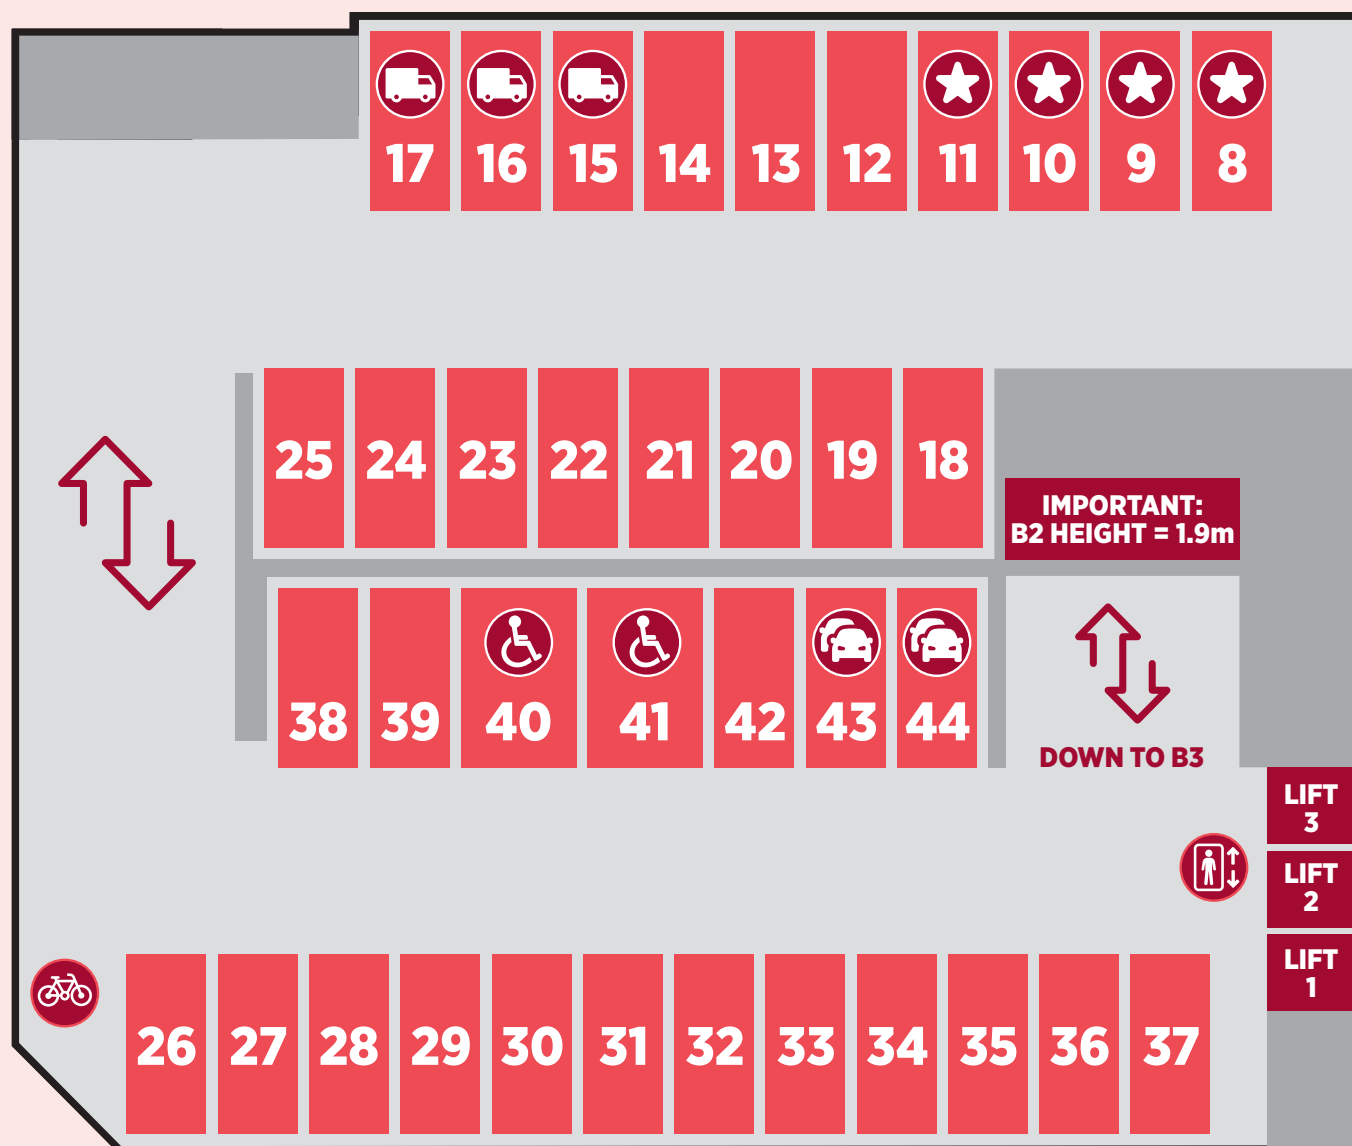 17 16 15 14 13 12 11 10 9 8
25 24 23 22 21 20 19 18
IMPORTANT:
B2 HEIGHT = 1.9m
38 39 40 41 42 43 44
DOWN TO B3
LIFT
3
LIFT
2
LIFT
1
26 27 28 29 30 31 32 33 34 35 36 37